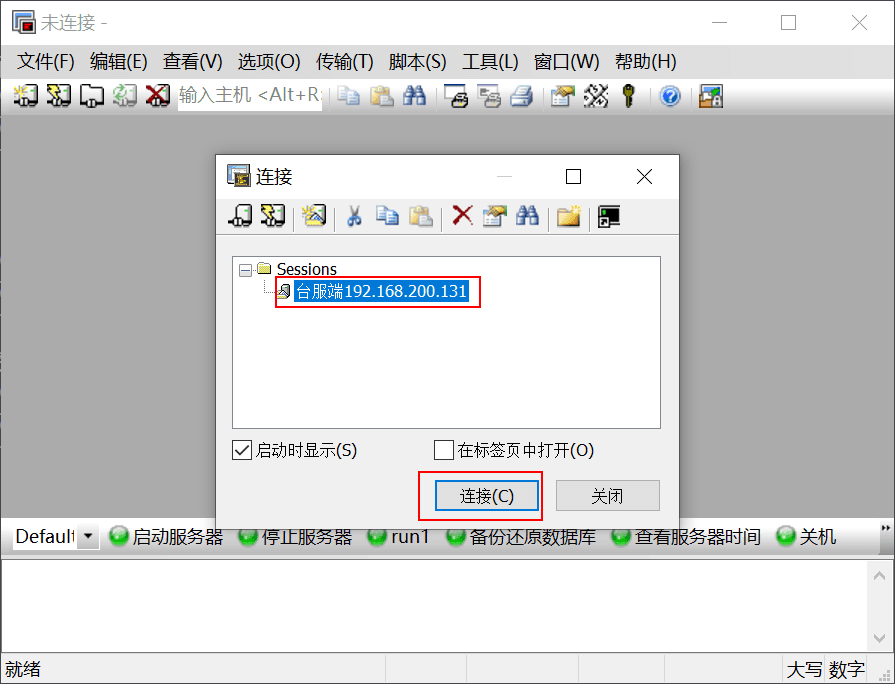 未连接 -
文件(F) 编辑(E) 查看(V) 选项(O) 传输(T) 脚本(S) 工具(L) 窗口(W) 帮助(H)
输入主机 <Alt+R
连接
Sessions
台服端192.168.200.131
启动时显示(S) 在标签页中打开(O)
连接(C) 关闭
Default 启动服务器 停止服务器 run1 备份还原数据库 查看服务器时间 关机
就绪 大写 数字